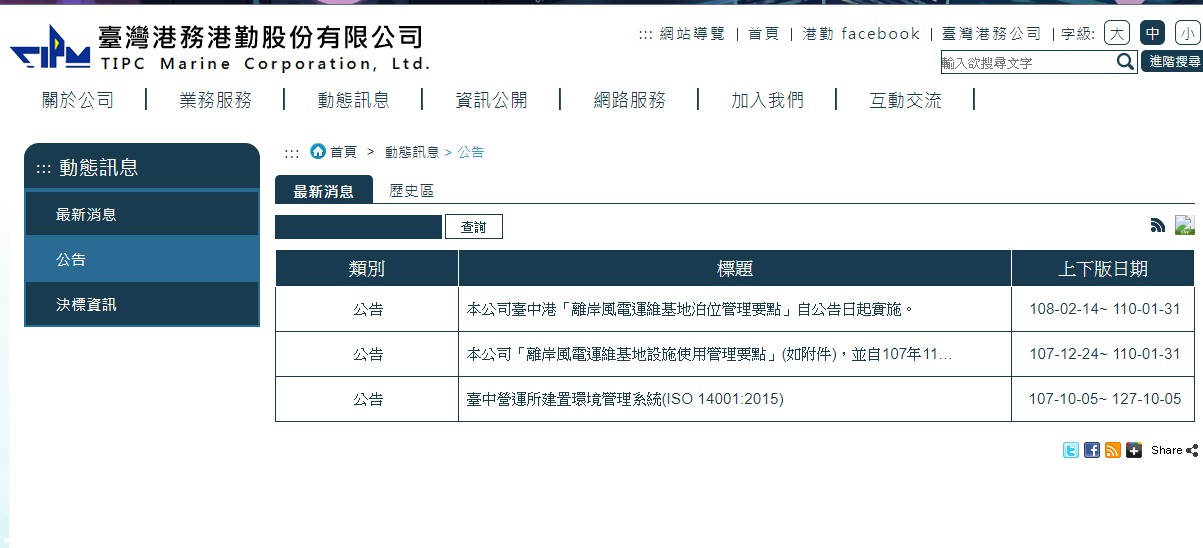 臺灣港務港勤股份有限公司
TIPC Marine Corporation, Ltd.
::: 網站導覽 | 首頁 | 港勤 facebook | 臺灣港務公司 | 字級: 大 中 小
輸入欲搜尋文字 進階搜尋
關於公司 業務服務 動態訊息 資訊公開 網路服務 加入我們 互動交流
::: 動態訊息
最新消息
公告
決標資訊
::: 首頁 > 動態訊息 > 公告
最新消息 歷史區
查詢
類別 標題 上下版日期
公告 本公司臺中港「離岸風電運維基地泊位管理要點」自公告日起實施。 108-02-14~ 110-01-31
公告 本公司「離岸風電運維基地設施使用管理要點」(如附件)，並自107年11... 107-12-24~ 110-01-31
公告 臺中營運所建置環境管理系統(ISO 14001:2015) 107-10-05~ 127-10-05
Share